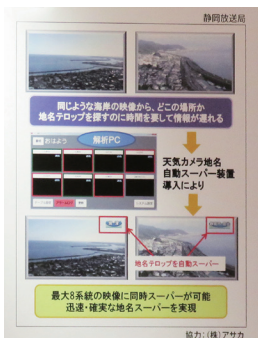 静岡放送局
同じような海岸の映像から、どこの場所か
地名テロップを探すのに時間を要して情報が遅れる
おはよう
解析PC
天気カメラ地名
自動スーパー装置
導入により
地名テロップを自動スーパー
最大8系統の映像に同時スーパーが可能
迅速・確実な地名スーパーを実現
協力:(株)アサカ